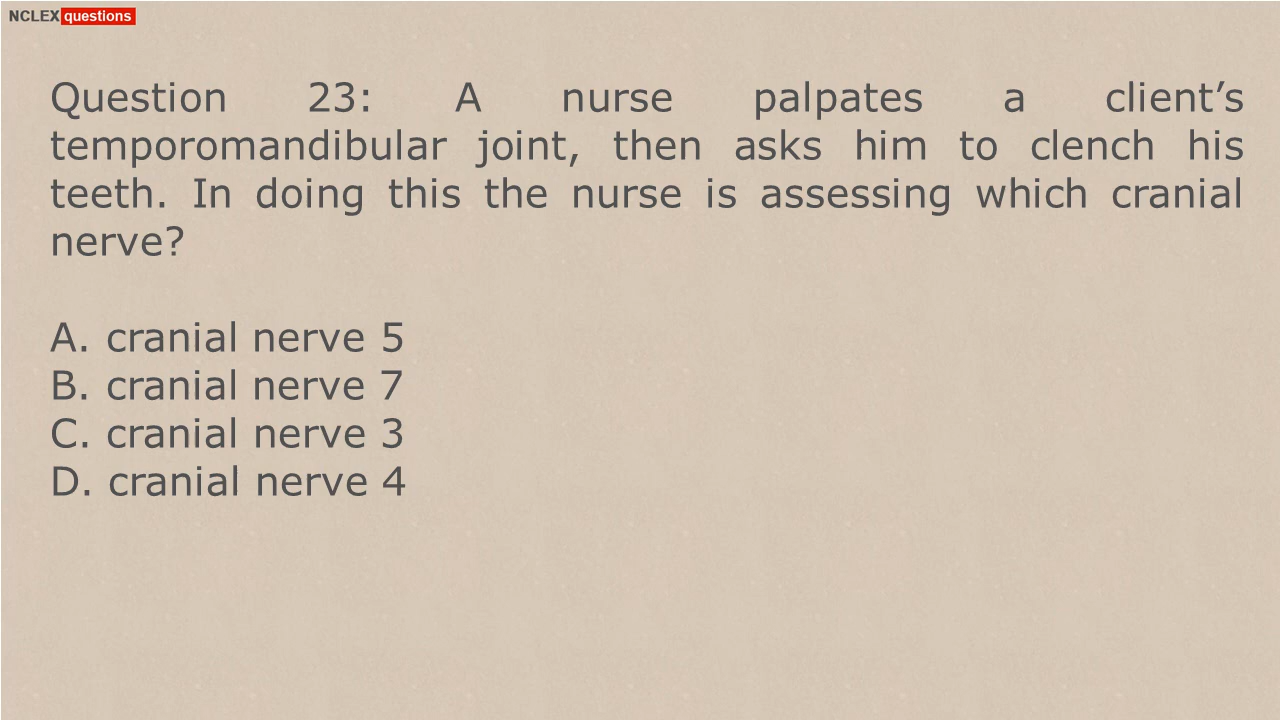 NCLEX questions
Question 23: A nurse palpates a client’s
temporomandibular joint, then asks him to clench his
teeth. In doing this the nurse is assessing which cranial
nerve?
A. cranial nerve 5
B. cranial nerve 7
C. cranial nerve 3
D. cranial nerve 4